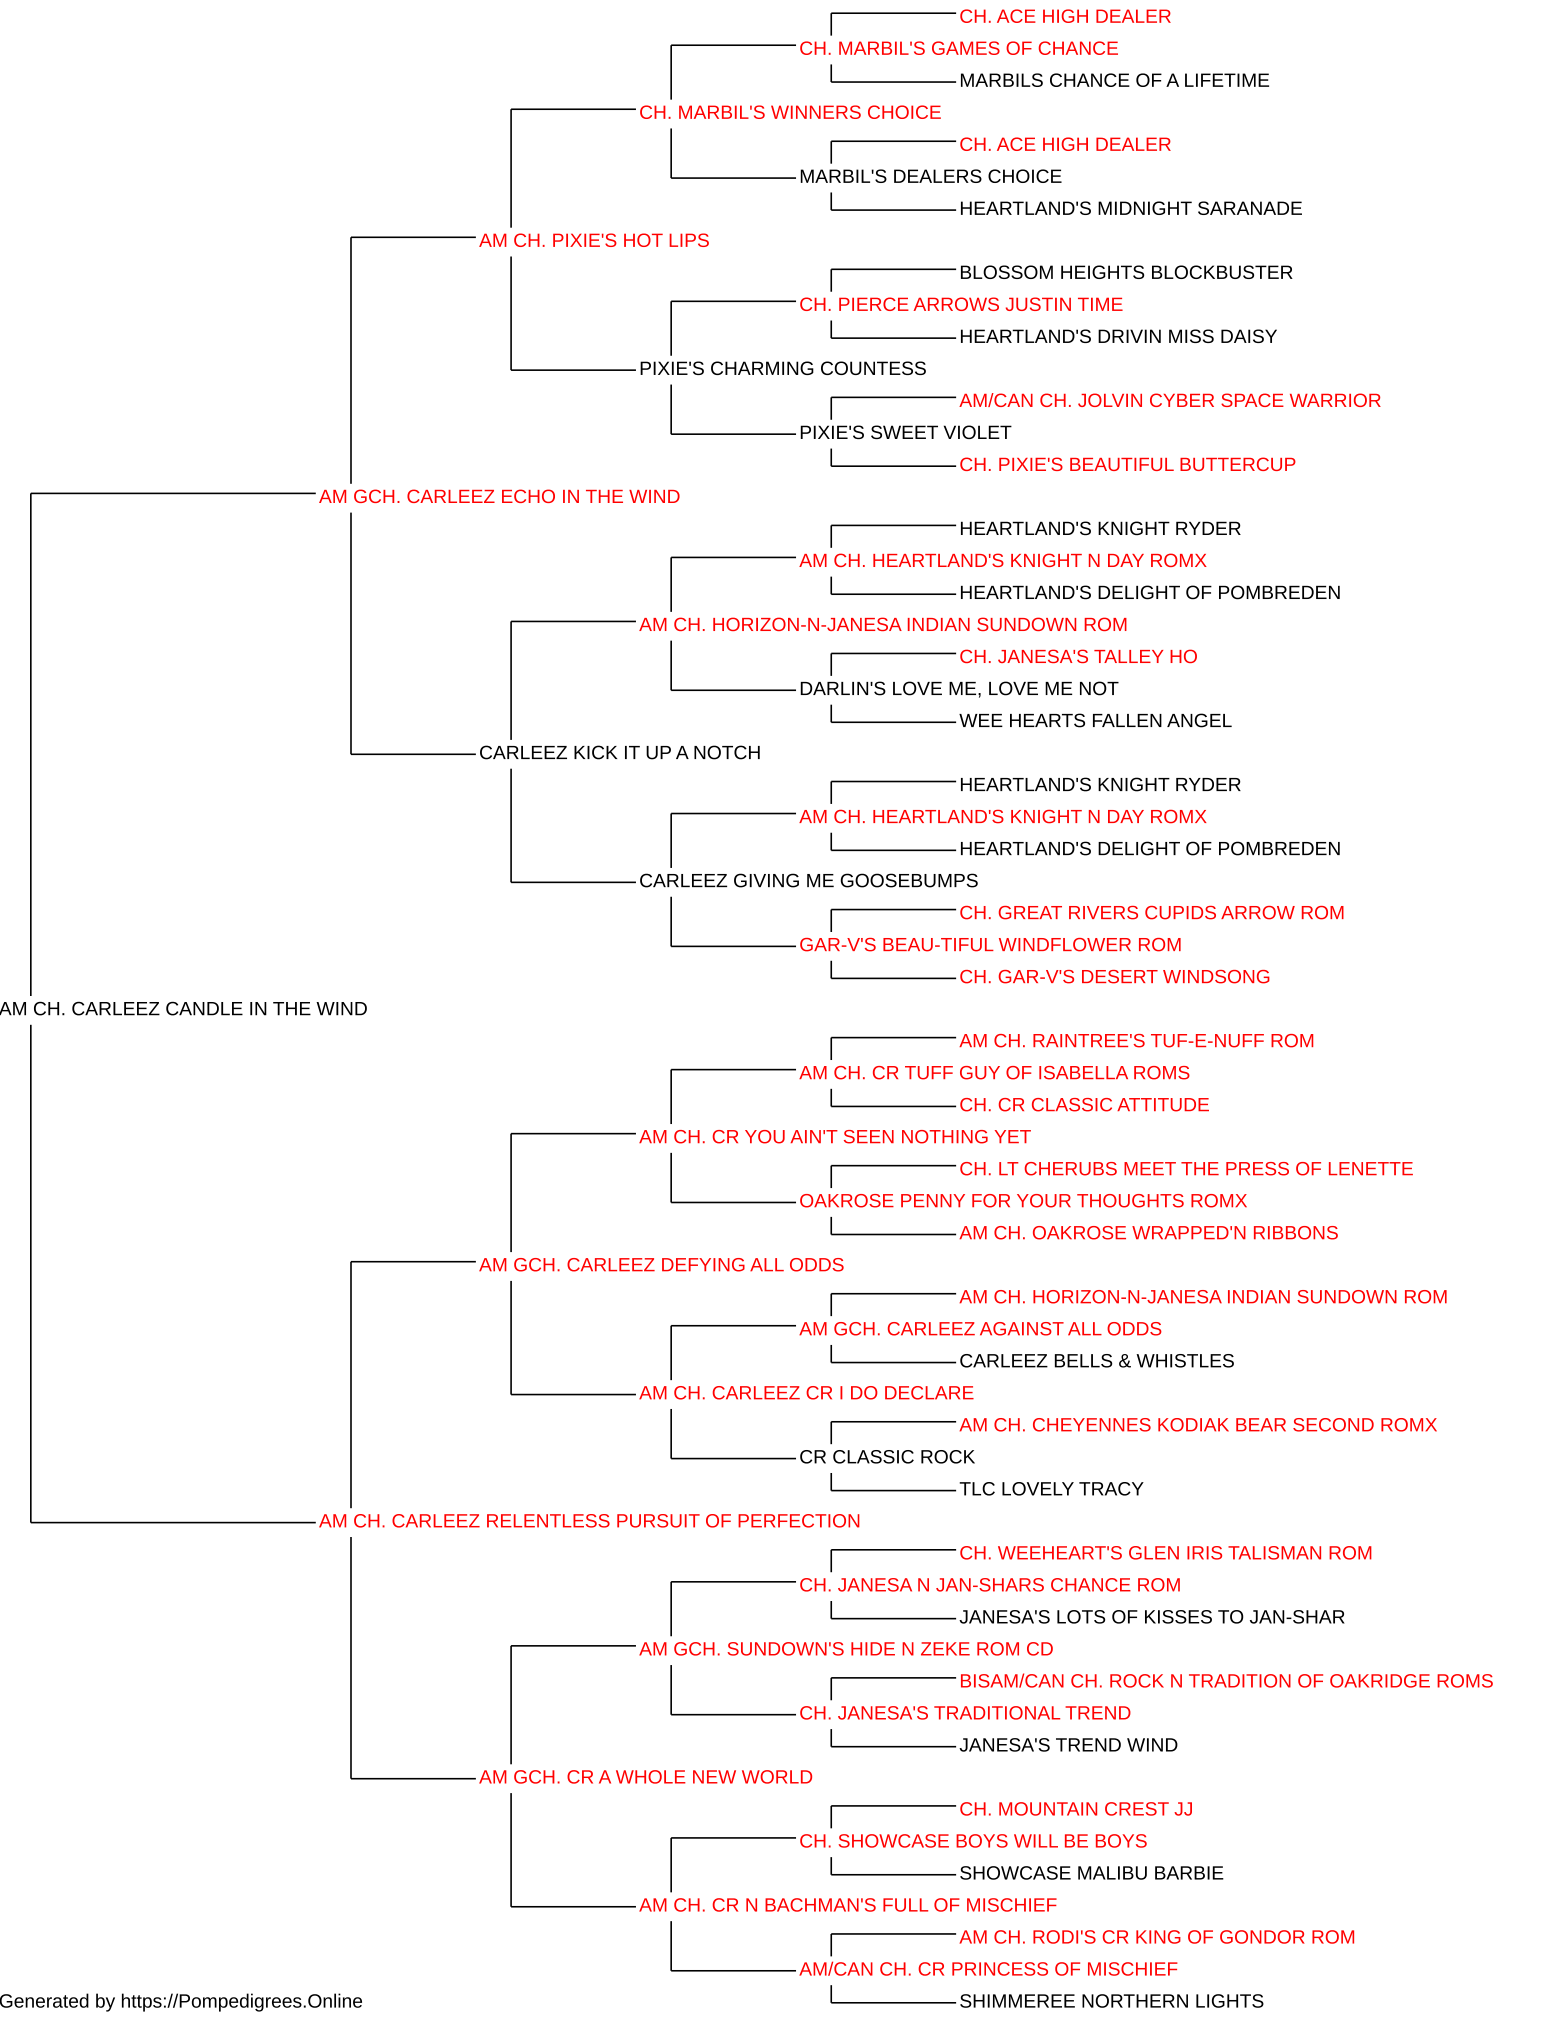 CH. ACE HIGH DEALER
CH. MARBIL'S GAMES OF CHANCE
MARBILS CHANCE OF A LIFETIME
CH. MARBIL'S WINNERS CHOICE
CH. ACE HIGH DEALER
MARBIL'S DEALERS CHOICE
HEARTLAND'S MIDNIGHT SARANADE
AM CH. PIXIE'S HOT LIPS
BLOSSOM HEIGHTS BLOCKBUSTER
CH. PIERCE ARROWS JUSTIN TIME
HEARTLAND'S DRIVIN MISS DAISY
PIXIE'S CHARMING COUNTESS
AM/CAN CH. JOLVIN CYBER SPACE WARRIOR
PIXIE'S SWEET VIOLET
CH. PIXIE'S BEAUTIFUL BUTTERCUP
AM GCH. CARLEEZ ECHO IN THE WIND
HEARTLAND'S KNIGHT RYDER
AM CH. HEARTLAND'S KNIGHT N DAY ROMX
HEARTLAND'S DELIGHT OF POMBREDEN
AM CH. HORIZON-N-JANESA INDIAN SUNDOWN ROM
CH. JANESA'S TALLEY HO
DARLIN'S LOVE ME, LOVE ME NOT
WEE HEARTS FALLEN ANGEL
CARLEEZ KICK IT UP A NOTCH
HEARTLAND'S KNIGHT RYDER
AM CH. HEARTLAND'S KNIGHT N DAY ROMX
HEARTLAND'S DELIGHT OF POMBREDEN
CARLEEZ GIVING ME GOOSEBUMPS
CH. GREAT RIVERS CUPIDS ARROW ROM
GAR-V'S BEAU-TIFUL WINDFLOWER ROM
CH. GAR-V'S DESERT WINDSONG
AM CH. CARLEEZ CANDLE IN THE WIND
AM CH. RAINTREE'S TUF-E-NUFF ROM
AM CH. CR TUFF GUY OF ISABELLA ROMS
CH. CR CLASSIC ATTITUDE
AM CH. CR YOU AIN'T SEEN NOTHING YET
CH. LT CHERUBS MEET THE PRESS OF LENETTE
OAKROSE PENNY FOR YOUR THOUGHTS ROMX
AM CH. OAKROSE WRAPPED'N RIBBONS
AM GCH. CARLEEZ DEFYING ALL ODDS
AM CH. HORIZON-N-JANESA INDIAN SUNDOWN ROM
AM GCH. CARLEEZ AGAINST ALL ODDS
CARLEEZ BELLS & WHISTLES
AM CH. CARLEEZ CR I DO DECLARE
AM CH. CHEYENNES KODIAK BEAR SECOND ROMX
CR CLASSIC ROCK
TLC LOVELY TRACY
AM CH. CARLEEZ RELENTLESS PURSUIT OF PERFECTION
CH. WEEHEART'S GLEN IRIS TALISMAN ROM
CH. JANESA N JAN-SHARS CHANCE ROM
JANESA'S LOTS OF KISSES TO JAN-SHAR
AM GCH. SUNDOWN'S HIDE N ZEKE ROM CD
BISAM/CAN CH. ROCK N TRADITION OF OAKRIDGE ROMS
CH. JANESA'S TRADITIONAL TREND
JANESA'S TREND WIND
AM GCH. CR A WHOLE NEW WORLD
CH. MOUNTAIN CREST JJ
CH. SHOWCASE BOYS WILL BE BOYS
SHOWCASE MALIBU BARBIE
AM CH. CR N BACHMAN'S FULL OF MISCHIEF
AM CH. RODI'S CR KING OF GONDOR ROM
AM/CAN CH. CR PRINCESS OF MISCHIEF
SHIMMEREE NORTHERN LIGHTS
Generated by https://Pompedigrees.Online